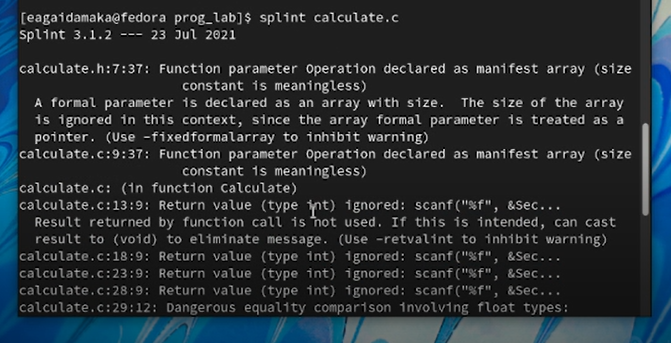 [eagaidamaka@fedora prog_lab]$ splint calculate.c
Splint 3.1.2 --- 23 Jul 2021
calculate.h:7:37: Function parameter Operation declared as manifest array (size
constant is meaningless)
A formal parameter is declared as an array with size.  The size of the array
is ignored in this context, since the array formal parameter is treated as a
pointer. (Use -fixedformalarray to inhibit warning)
calculate.c:9:37: Function parameter Operation declared as manifest array (size
constant is meaningless)
calculate.c: (in function Calculate)
calculate.c:13:9: Return value (type int) ignored: scanf("%f", &Sec...
Result returned by function call is not used. If this is intended, can cast
result to (void) to eliminate message. (Use -retvalint to inhibit warning)
calculate.c:18:9: Return value (type int) ignored: scanf("%f", &Sec...
calculate.c:23:9: Return value (type int) ignored: scanf("%f", &Sec...
calculate.c:28:9: Return value (type int) ignored: scanf("%f", &Sec...
calculate.c:29:12: Dangerous equality comparison involving float types: